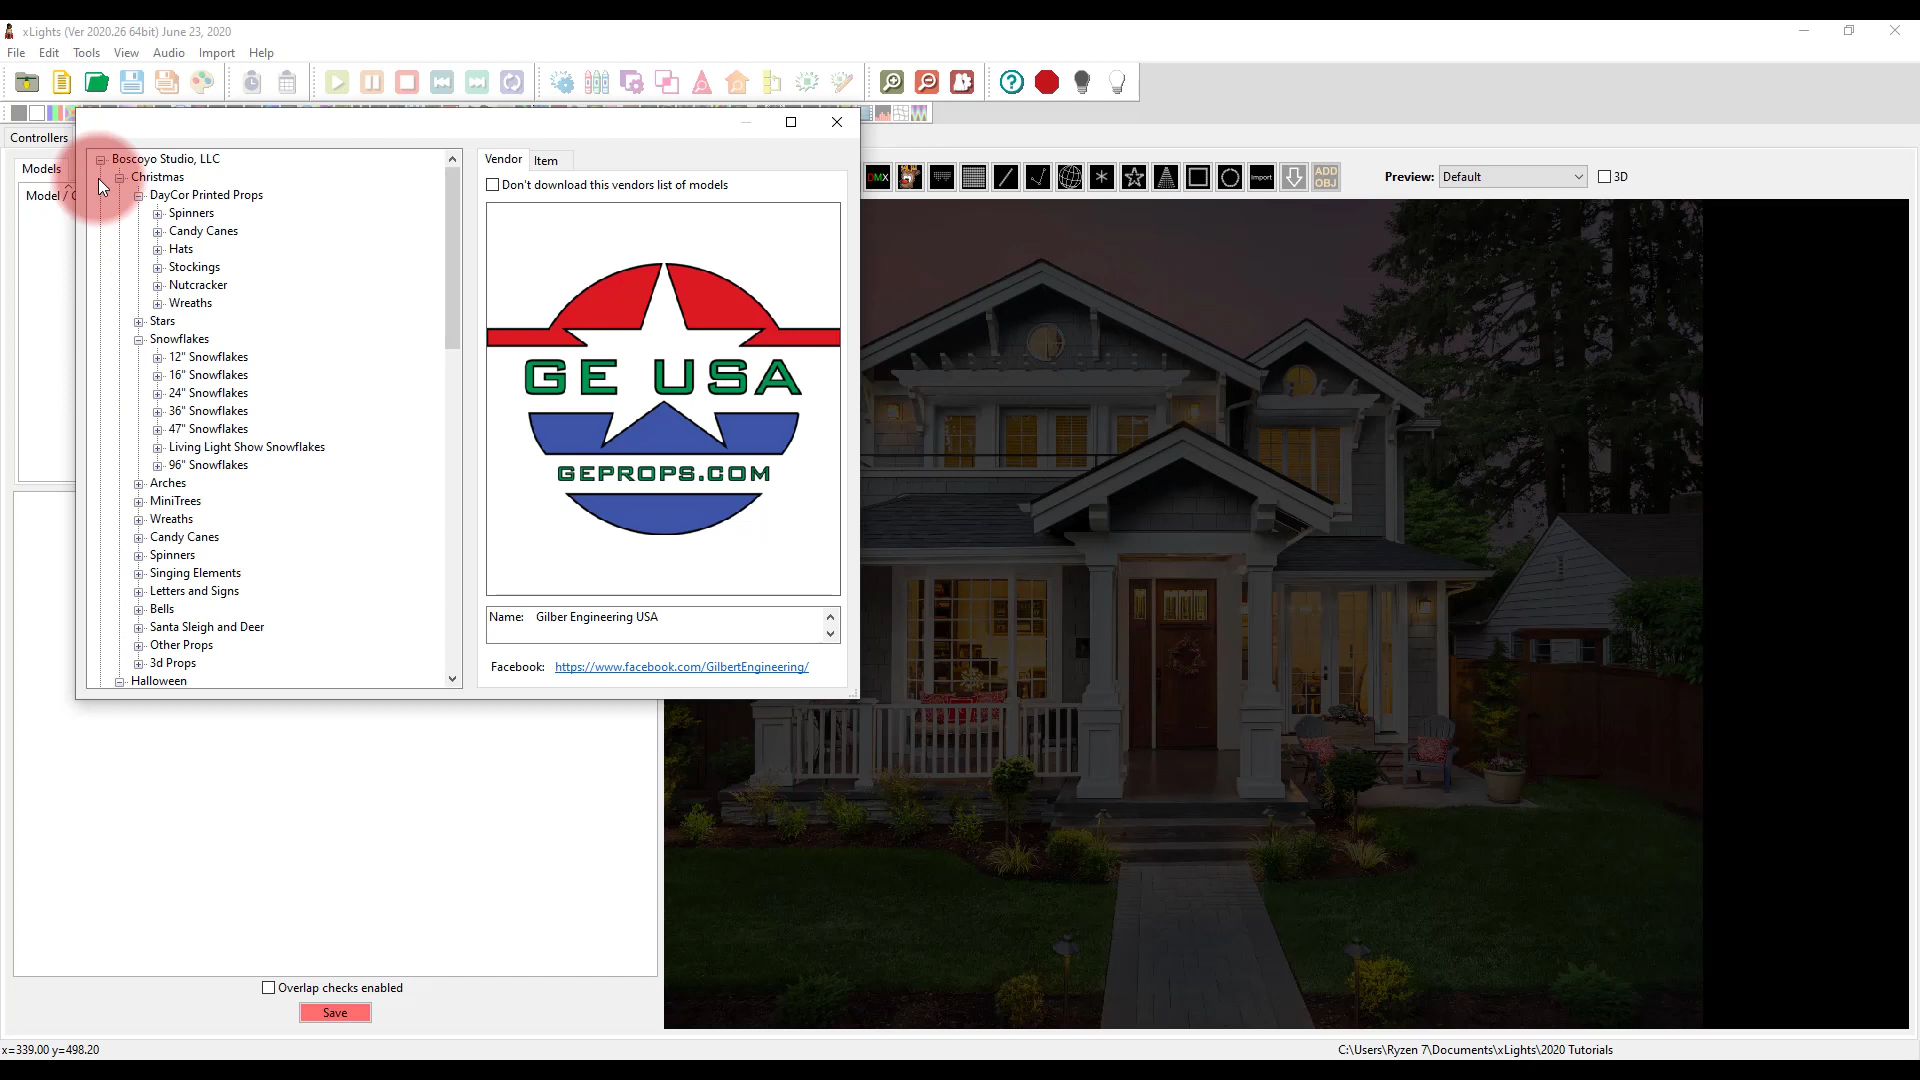 xLights (Ver 2020.26 64bit) June 23, 2020
File Edit Tools View Audio Import Help
Controllers
Models
Model / C
Boscoyo Studio, LLC
Christmas
DayCor Printed Props
Spinners
Candy Canes
Hats
Stockings
Nutcracker
Wreaths
Stars
Snowflakes
12" Snowflakes
16" Snowflakes
24" Snowflakes
36" Snowflakes
47" Snowflakes
Living Light Show Snowflakes
96" Snowflakes
Arches
MiniTrees
Wreaths
Candy Canes
Spinners
Singing Elements
Letters and Signs
Bells
Santa Sleigh and Deer
Other Props
3d Props
Halloween
Vendor Item
Don't download this vendors list of models
GE USA
GEPROPS.COM
Name: Gilber Engineering USA
Facebook: https://www.facebook.com/GilbertEngineering/
DMX
Import
ADD
OBJ
Preview: Default 3D
Overlap checks enabled
Save
x=339.00 y=498.20
C:\Users\Ryzen 7\Documents\xLights\2020 Tutorials